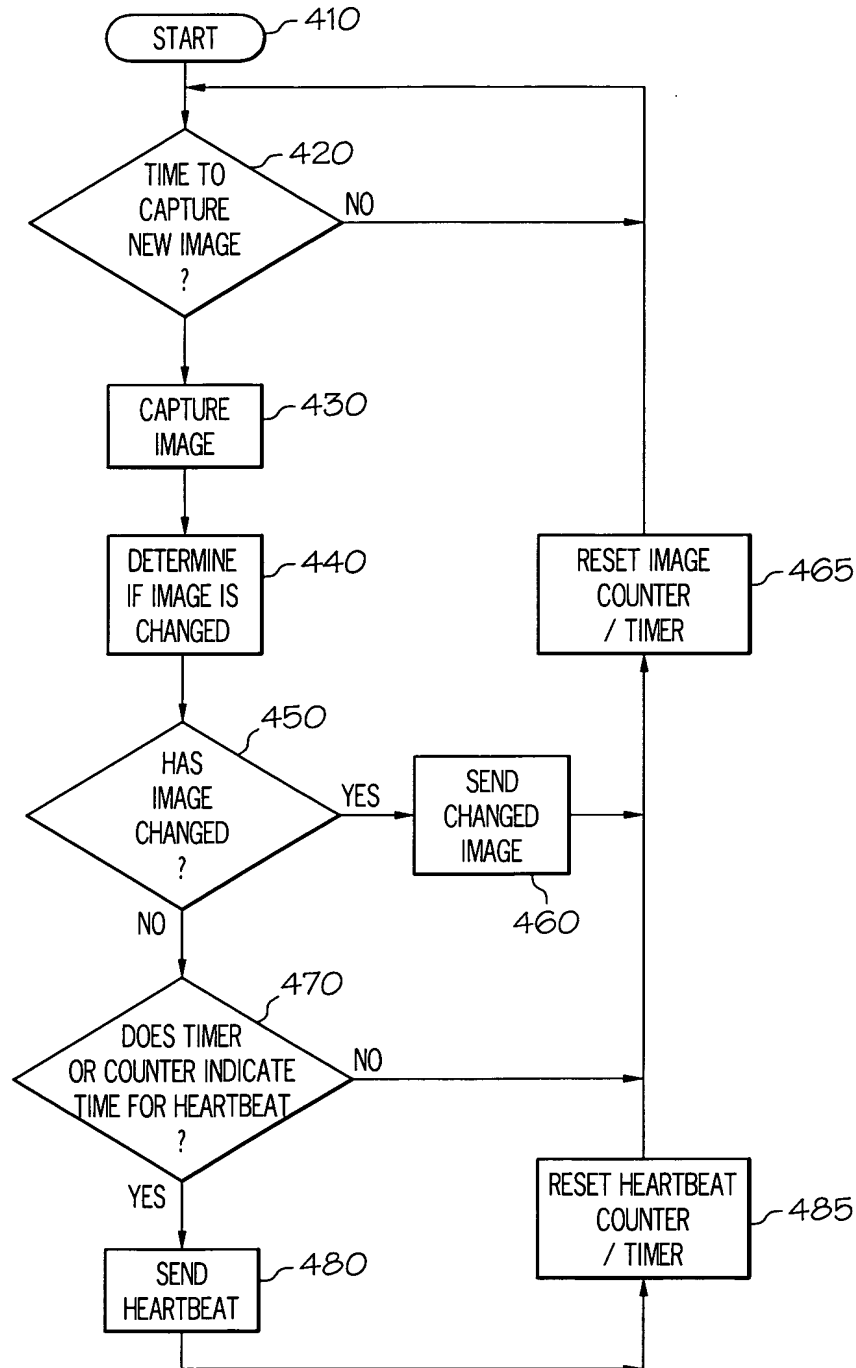 START
410
TIME TO
CAPTURE
NEW IMAGE
?
420
NO
CAPTURE
IMAGE
430
DETERMINE
IF IMAGE IS
CHANGED
440
RESET IMAGE
COUNTER
/ TIMER
465
HAS
IMAGE
CHANGED
?
450
YES
SEND
CHANGED
IMAGE
460
NO
DOES TIMER
OR COUNTER INDICATE
TIME FOR HEARTBEAT
?
470
NO
YES
RESET HEARTBEAT
COUNTER
/ TIMER
485
SEND
HEARTBEAT
480